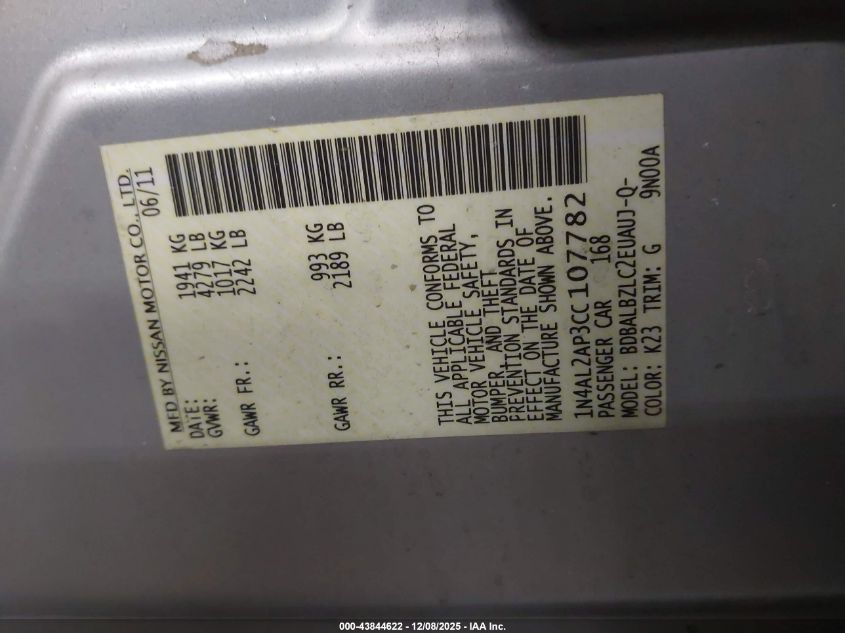 MFD BY NISSAN MOTOR CO., LTD.
DATE: 06/11
GVWR: 1941 KG
4279 LB
GAWR FR.: 1017 KG
2242 LB
GAWR RR.: 993 KG
2189 LB
THIS VEHICLE CONFORMS TO
ALL APPLICABLE FEDERAL
MOTOR VEHICLE SAFETY,
BUMPER, AND THEFT
PREVENTION STANDARDS IN
EFFECT ON THE DATE OF
MANUFACTURE SHOWN ABOVE.
1N4AL2AP3CC107782
PASSENGER CAR 168
MODEL: BDBALBZLC2EUAUJ-Q-
COLOR: K23 TRIM: G 9N00A
000-43844622 - 12/08/2025 - IAA Inc.